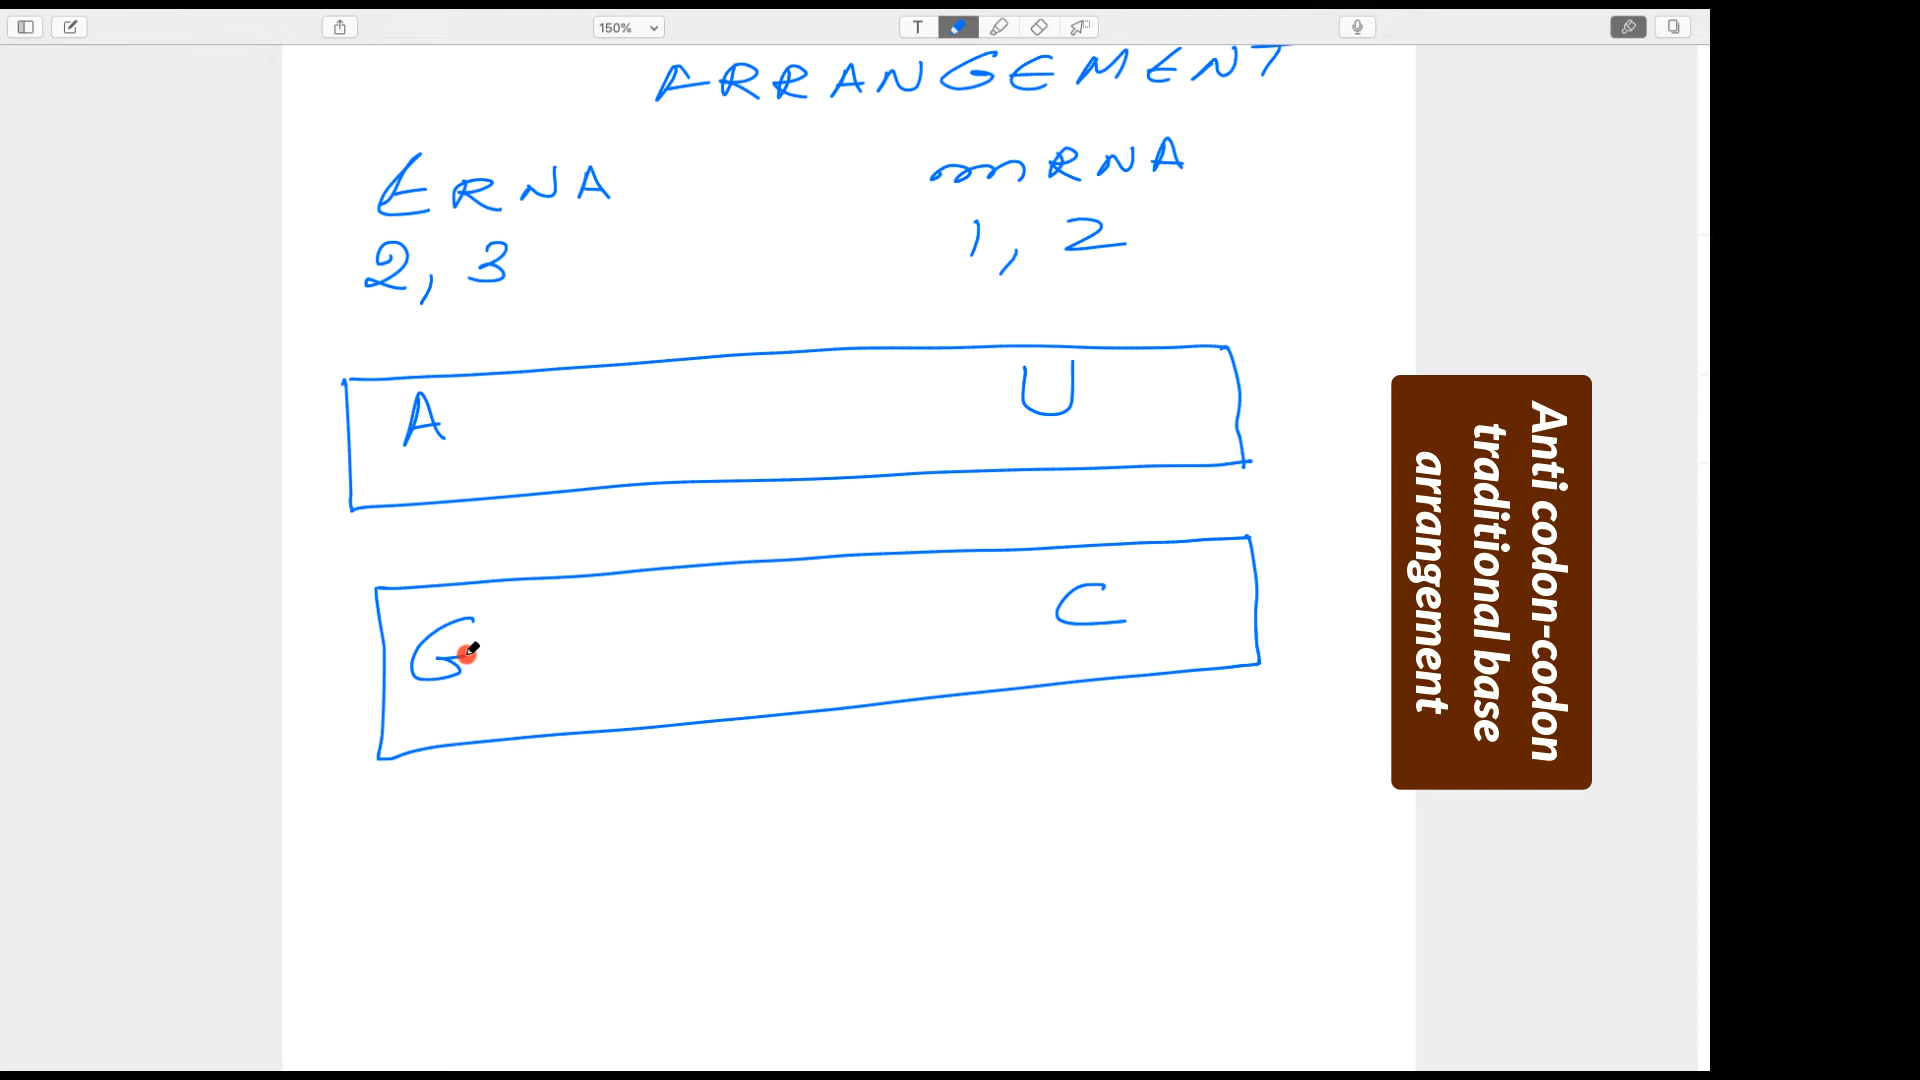 150%
T
ARRANGEMENT
tRNA
mRNA
2, 3
1, 2
A
U
G
C
Anti codon-codon
traditional base
arrangement